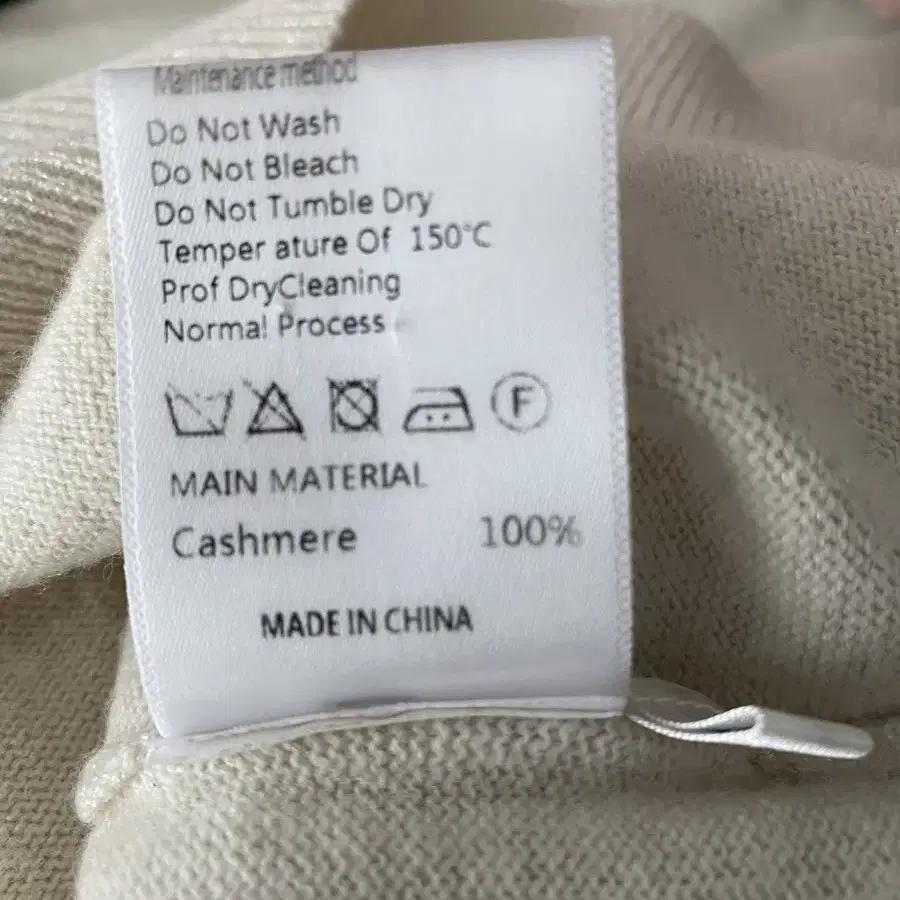 Maintenance method
Do Not Wash
Do Not Bleach
Do Not Tumble Dry
Temper ature Of 150°C
Prof DryCleaning
Normal Process
F
MAIN MATERIAL
Cashmere 100%
MADE IN CHINA